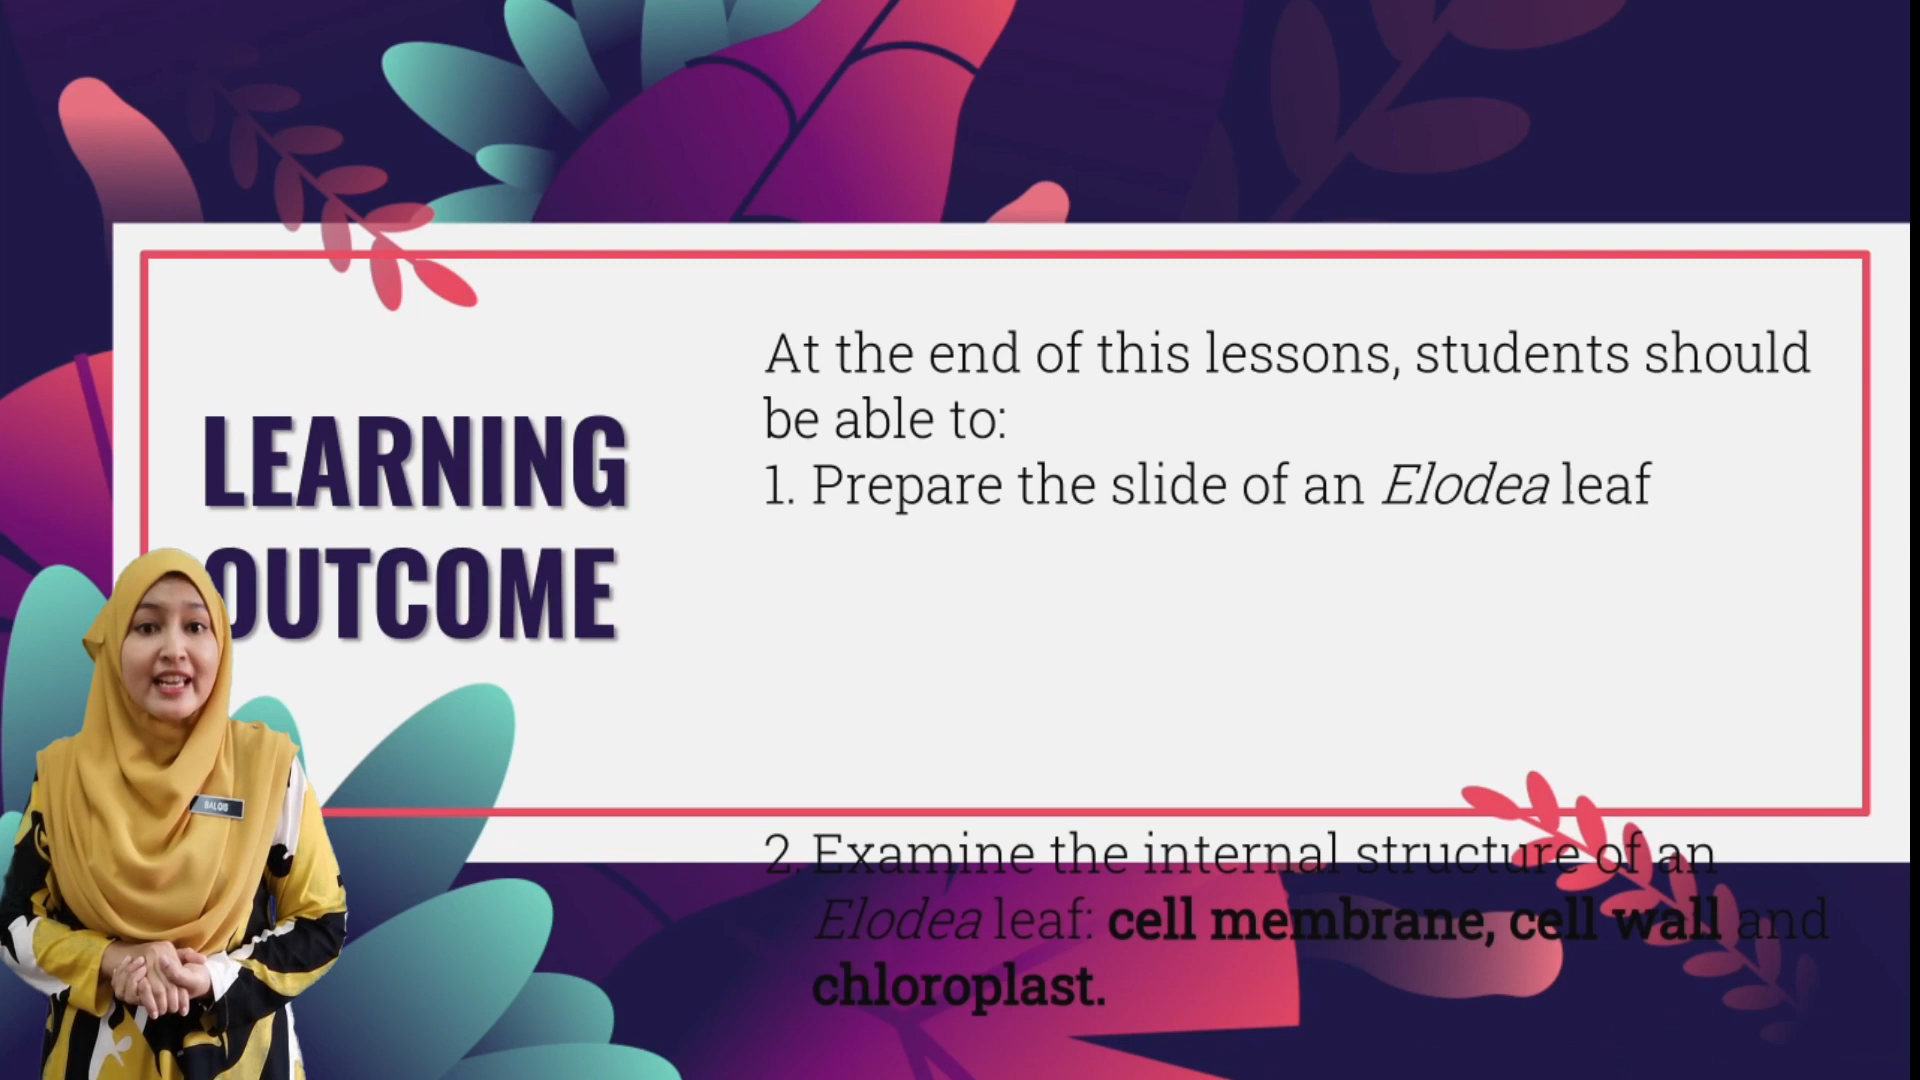 LEARNING
OUTCOME
At the end of this lessons, students should
be able to:
1. Prepare the slide of an Elodea leaf
2. Examine the internal structure of an
Elodea leaf: cell membrane, cell wall and
chloroplast.